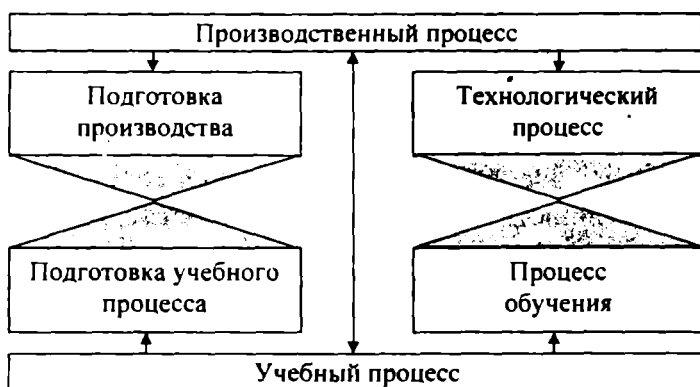 Производственный процесс
Подготовка
производства
Технологический
процесс
Подготовка учебного
процесса
Процесс
обучения
Учебный процесс